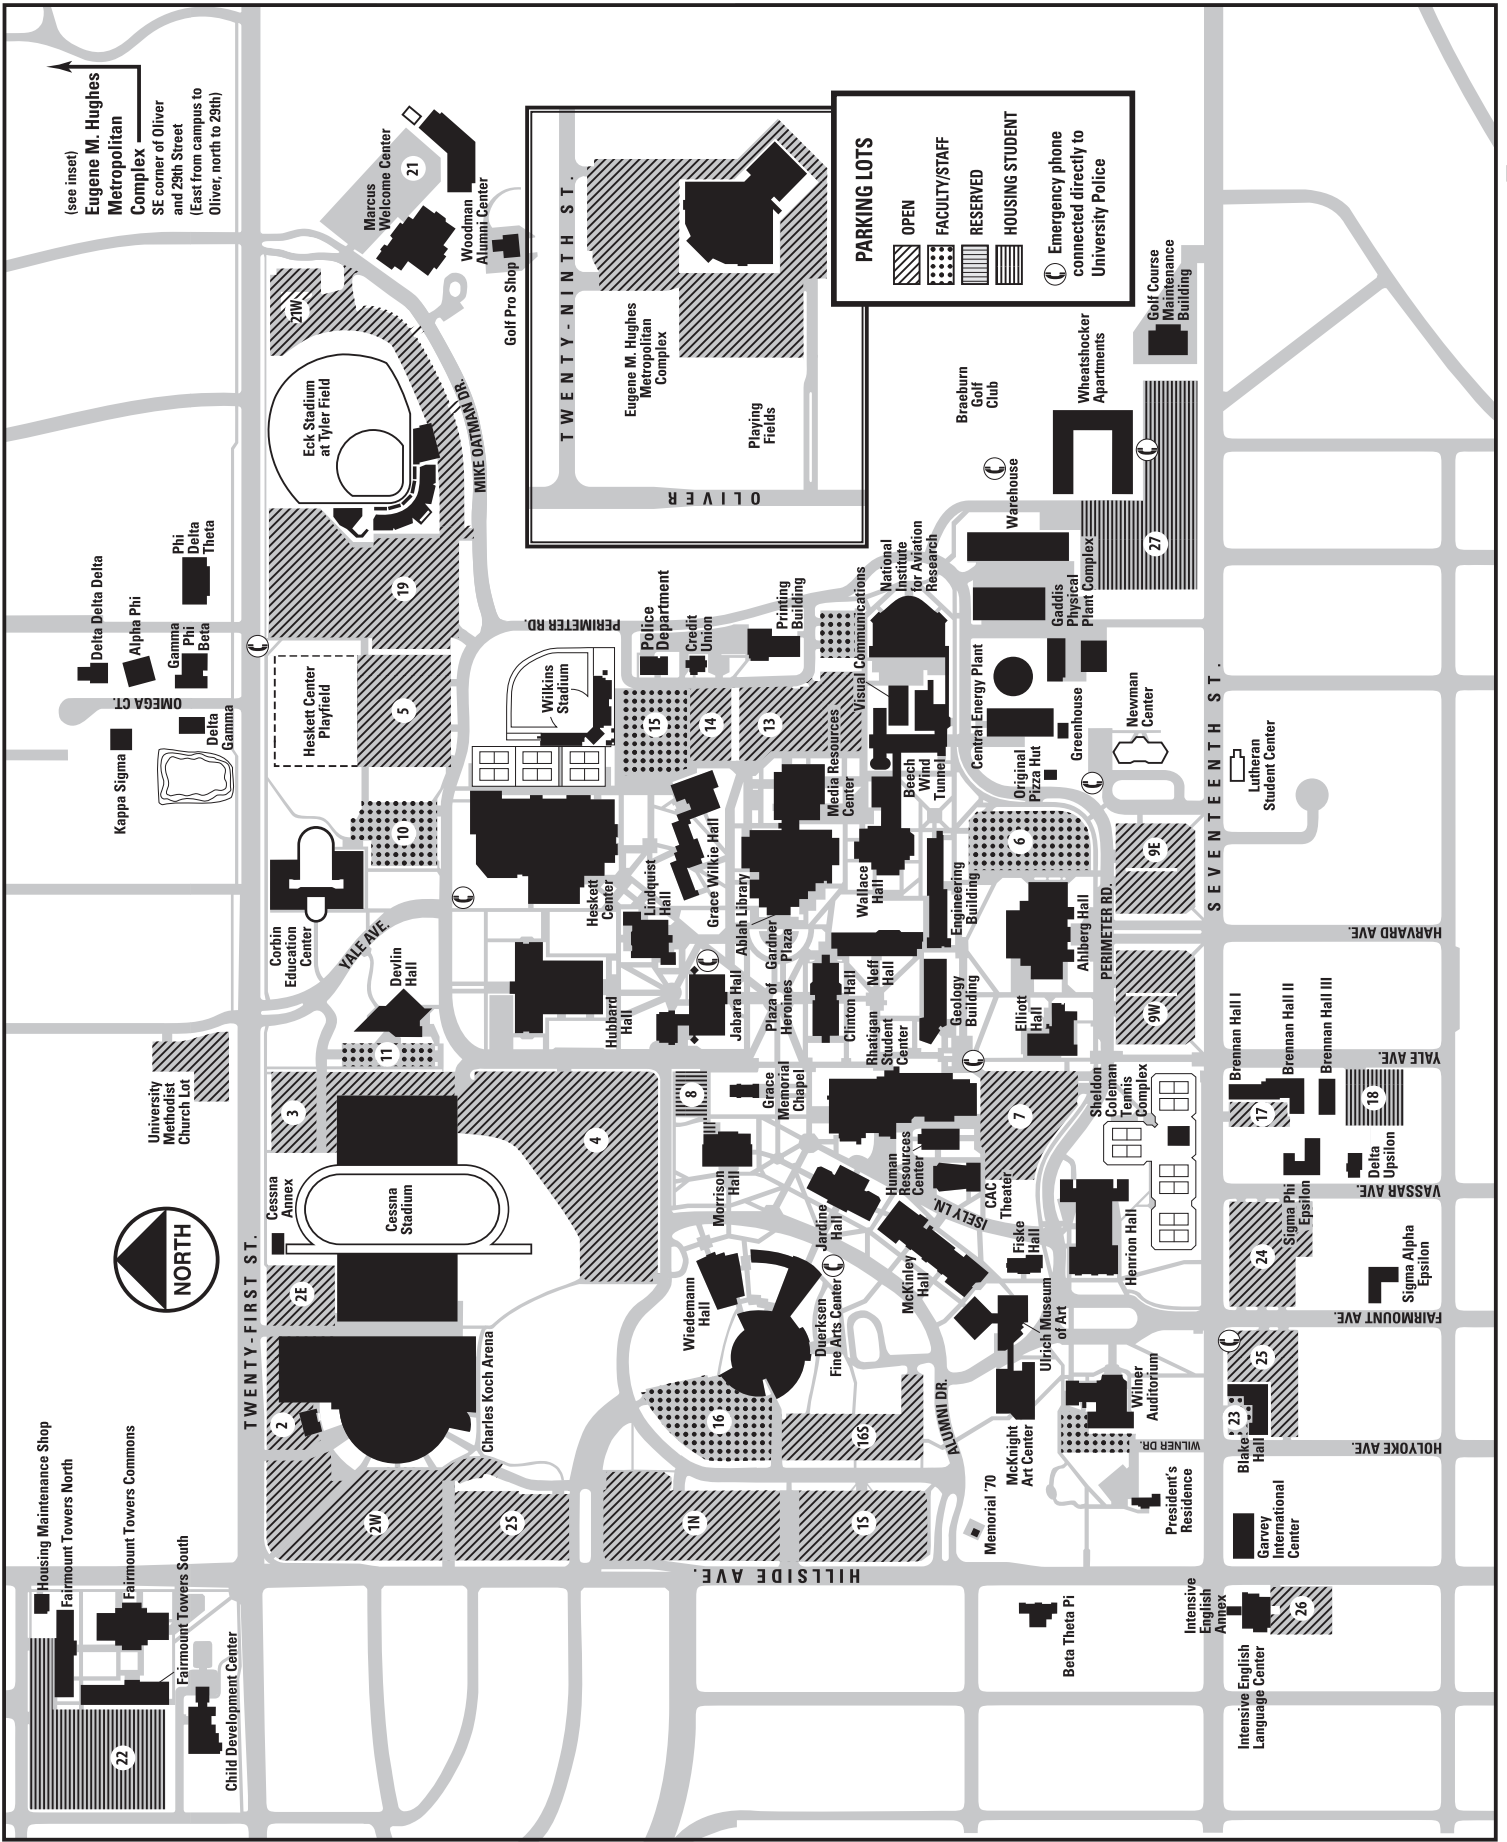 (see inset)
Eugene M. Hughes
Metropolitan
Complex
SE corner of Oliver
and 29th Street
(East from campus to
Oliver, north to 29th)
Marcus
Welcome Center
21
Woodman
Alumni Center
Golf Pro Shop
21W
Eck Stadium
at Tyler Field
MIKE OATMAN DR.
TWENTY-NINTH ST.
Eugene M. Hughes
Metropolitan
Complex
Playing
Fields
OLIVER
PARKING LOTS
OPEN
FACULTY/STAFF
RESERVED
HOUSING STUDENT
C
Emergency phone
connected directly to
University Police
Golf Course
Maintenance
Building
Wheatshocker
Apartments
Braeburn
Golf
Club
C
C
Warehouse
27
Phi
Delta
Theta
Delta Delta Delta
Alpha Phi
Gamma
Phi
Beta
OMEGA CT.
Delta
Gamma
Kappa Sigma
C
19
5
Heskett Center
Playfield
PERIMETER RD.
Police
Department
Credit
Union
Printing
Building
Wilkins
Stadium
15
14
13
Visual Communications
National
Institute
for Aviation
Research
Gaddis
Physical
Plant Complex
Central Energy Plant
Greenhouse
Original
Pizza Hut
Newman
Center
C
Lutheran
Student Center
SEVENTEENTH ST.
Media Resources
Center
Beech
Wind
Tunnel
10
Corbin
Education
Center
YALE AVE.
C
Heskett
Center
Lindquist
Hall
Grace Wilkie Hall
Ablah Library
Gardner
Plaza
Wallace
Hall
Engineering
Building
6
Ahlberg Hall
PERIMETER RD.
9E
9W
HARVARD AVE.
Devlin
Hall
11
Hubbard
Hall
C
Jabara Hall
Plaza of
Heroines
Clinton Hall
Neff
Hall
Rhatigan
Student
Center
Geology
Building
Elliott
Hall
C
University
Methodist
Church Lot
3
4
8
Grace
Memorial
Chapel
7
Sheldon
Coleman
Tennis
Complex
Brennan Hall I
Brennan Hall II
Brennan Hall III
YALE AVE.
17
18
Cessna
Annex
Cessna
Stadium
Morrison
Hall
Jardine
Hall
Human
Resources
Center
CAC
Theater
ISELY LN.
Fiske
Hall
Henrion Hall
Sigma Phi
Epsilon
Delta
Upsilon
VASSAR AVE.
24
Sigma Alpha
Epsilon
NORTH
TWENTY-FIRST ST.
2E
Wiedemann
Hall
C
McKinley
Hall
Duerksen
Fine Arts Center
Ulrich Museum
of Art
FAIRMOUNT AVE.
C
25
2
Charles Koch Arena
16
16S
ALUMNI DR.
McKnight
Art Center
Wilner
Auditorium
WILNER DR.
23
Blake
Hall
HOLYOKE AVE.
2W
2S
1N
1S
Memorial '70
President's
Residence
Garvey
International
Center
HILLSIDE AVE.
Housing Maintenance Shop
Fairmount Towers North
Fairmount Towers Commons
Fairmount Towers South
Child Development Center
22
Beta Theta Pi
Intensive
English
Annex
26
Intensive English
Language Center